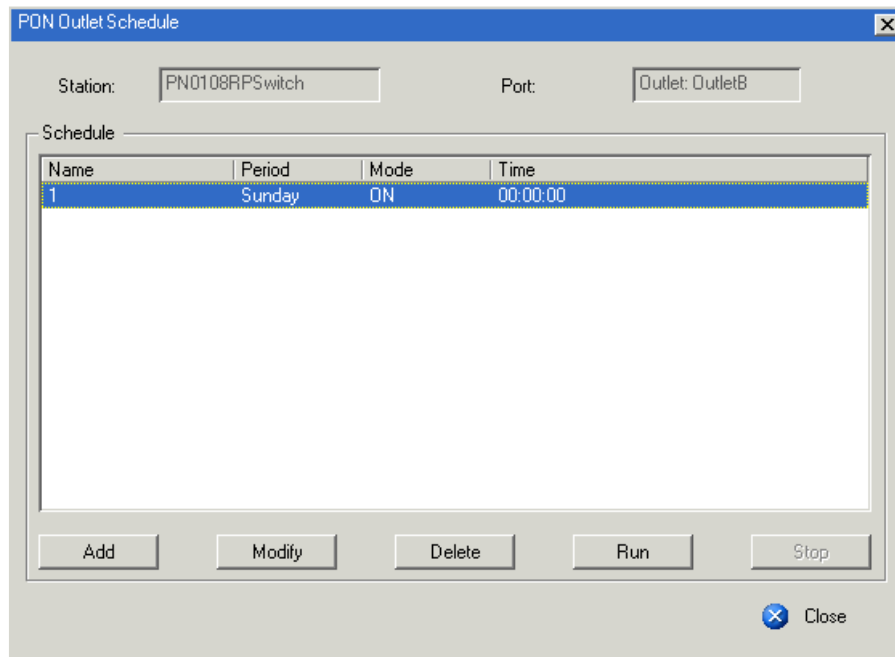 PON Outlet Schedule
Station: PN0108RPSwitch Port: Outlet: OutletB
Schedule
Name Period Mode Time
1 Sunday ON 00:00:00
Add Modify Delete Run Stop
Close